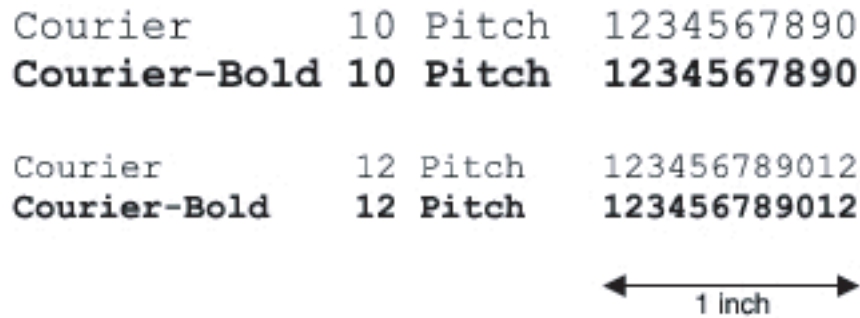 Courier 10 Pitch 1234567890
Courier-Bold 10 Pitch 1234567890
Courier 12 Pitch 123456789012
Courier-Bold 12 Pitch 123456789012
1 inch